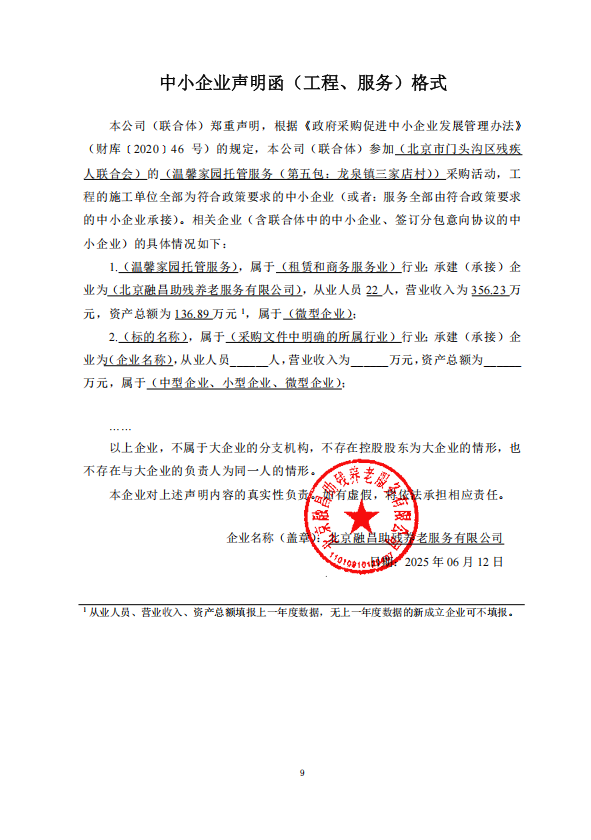 中小企业声明函（工程、服务）格式
本公司（联合体）郑重声明，根据《政府采购促进中小企业发展管理办法》
（财库〔2020〕46 号）的规定，本公司（联合体）参加（北京市门头沟区残疾
人联合会）的（温馨家园托管服务（第五包：龙泉镇三家店村））采购活动，工
程的施工单位全部为符合政策要求的中小企业（或者：服务全部由符合政策要求
的中小企业承接）。相关企业（含联合体中的中小企业、签订分包意向协议的中
小企业）的具体情况如下：
1.（温馨家园托管服务），属于（租赁和商务服务业）行业；承建（承接）企
业为（北京融昌助残养老服务有限公司），从业人员 22 人，营业收入为 356.23 万
元，资产总额为 136.89 万元 1，属于（微型企业）；
2.（标的名称），属于（采购文件中明确的所属行业）行业；承建（承接）企
业为（企业名称），从业人员______人，营业收入为______万元，资产总额为______
万元，属于（中型企业、小型企业、微型企业）；
……
以上企业，不属于大企业的分支机构，不存在控股股东为大企业的情形，也
不存在与大企业的负责人为同一人的情形。
本企业对上述声明内容的真实性负责。如有虚假，将依法承担相应责任。
企业名称（盖章）：北京融昌助残养老服务有限公司
日期：2025 年 06 月 12 日
北京融昌助残养老服务有限公司
1 从业人员、营业收入、资产总额填报上一年度数据，无上一年度数据的新成立企业可不填报。
9